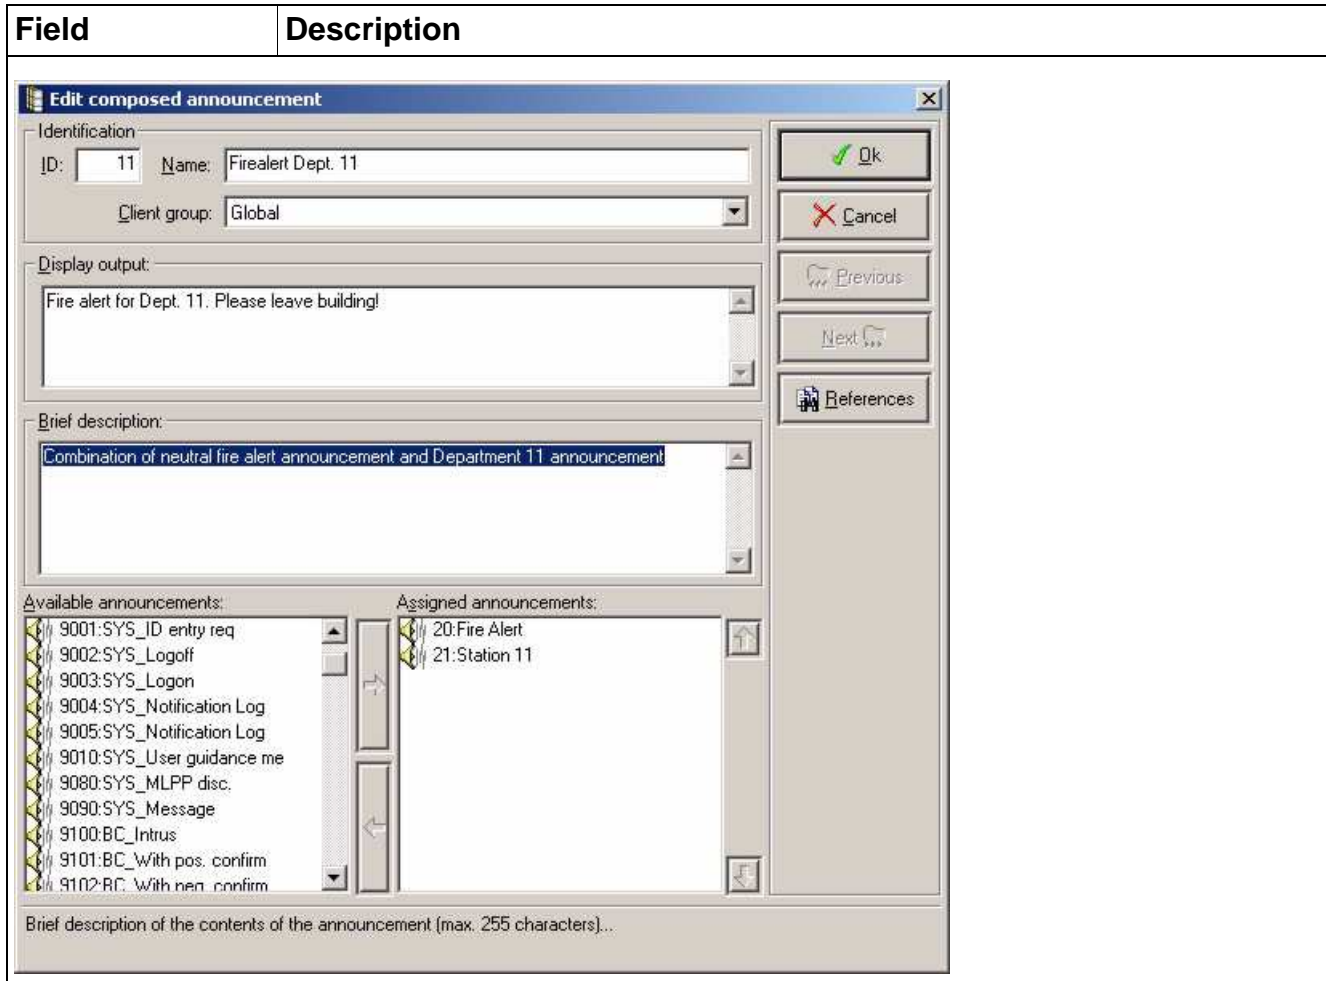 Field Description
Edit composed announcement
Identification
ID: 11 Name: Firealert Dept. 11
Client group: Global
Ok
Cancel
Previous
Next
References
Display output:
Fire alert for Dept. 11. Please leave building!
Brief description:
Combination of neutral fire alert announcement and Department 11 announcement
Available announcements:
9001:SYS_ID entry req
9002:SYS_Logoff
9003:SYS_Logon
9004:SYS_Notification Log
9005:SYS_Notification Log
9010:SYS_User guidance me
9080:SYS_MLPP disc.
9090:SYS_Message
9100:BC_Intrus
9101:BC_With pos. confirm
9102:BC_With neg. confirm
Assigned announcements:
20:Fire Alert
21:Station 11
Brief description of the contents of the announcement (max. 255 characters)...